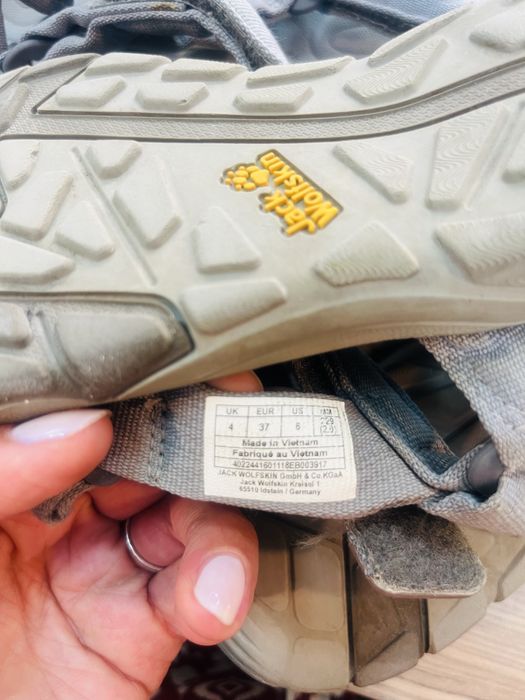 Jack
Wolfskin
UK EUR US
4 37 6 229
Made in Vietnam
Fabriqué au Vietnam
4022441601118EB003917
JACK WOLFSKIN GmbH & Co.KGaA
Jack Wolfskin Kreisel 1
65510 Idstein / Germany